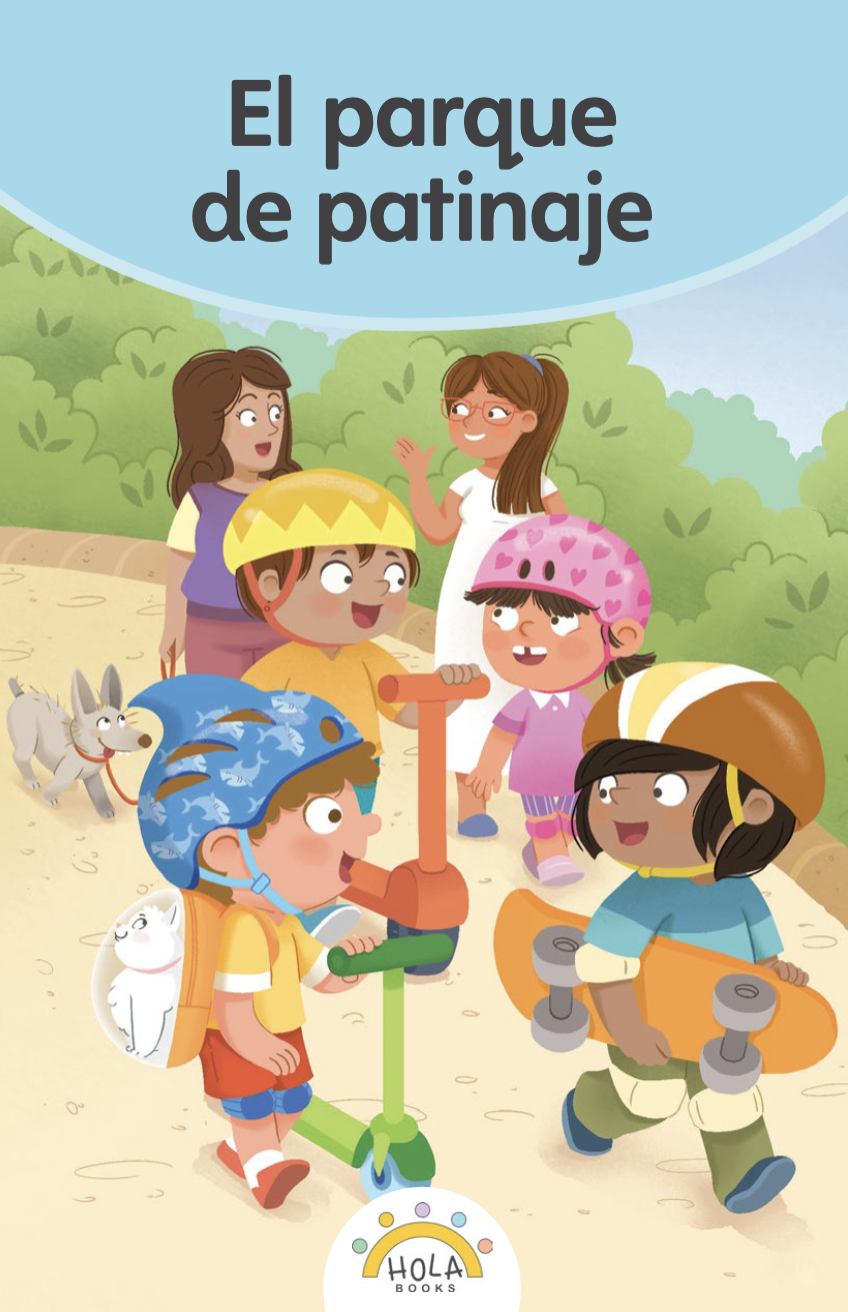 El parque
de patinaje
HOLA
BOOKS